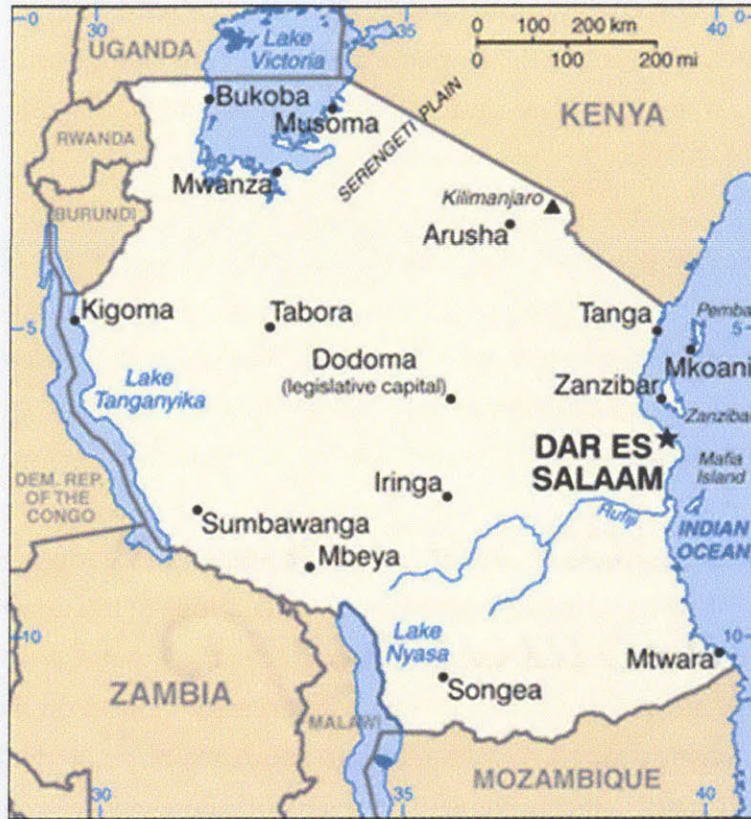 0
30
35
40
0
UGANDA
Lake
Victoria
0 100 200 km
0 100 200 mi
KENYA
Bukoba
Musoma
RWANDA
SERENGETI PLAIN
Mwanza
Kilimanjaro
BURUNDI
Arusha
Kigoma
Tabora
Tanga
Pemba
5
5
Mkoani
Lake
Tanganyika
Dodoma
(legislative capital)
Zanzibar
Zanzibar
DAR ES
SALAAM
Mafia
Island
DEM. REP.
OF THE
CONGO
Iringa
Rufiji
INDIAN
OCEAN
Sumbawanga
Mbeya
10
Lake
Nyasa
10
Mtwara
ZAMBIA
Songea
MALAWI
MOZAMBIQUE
30
35
40